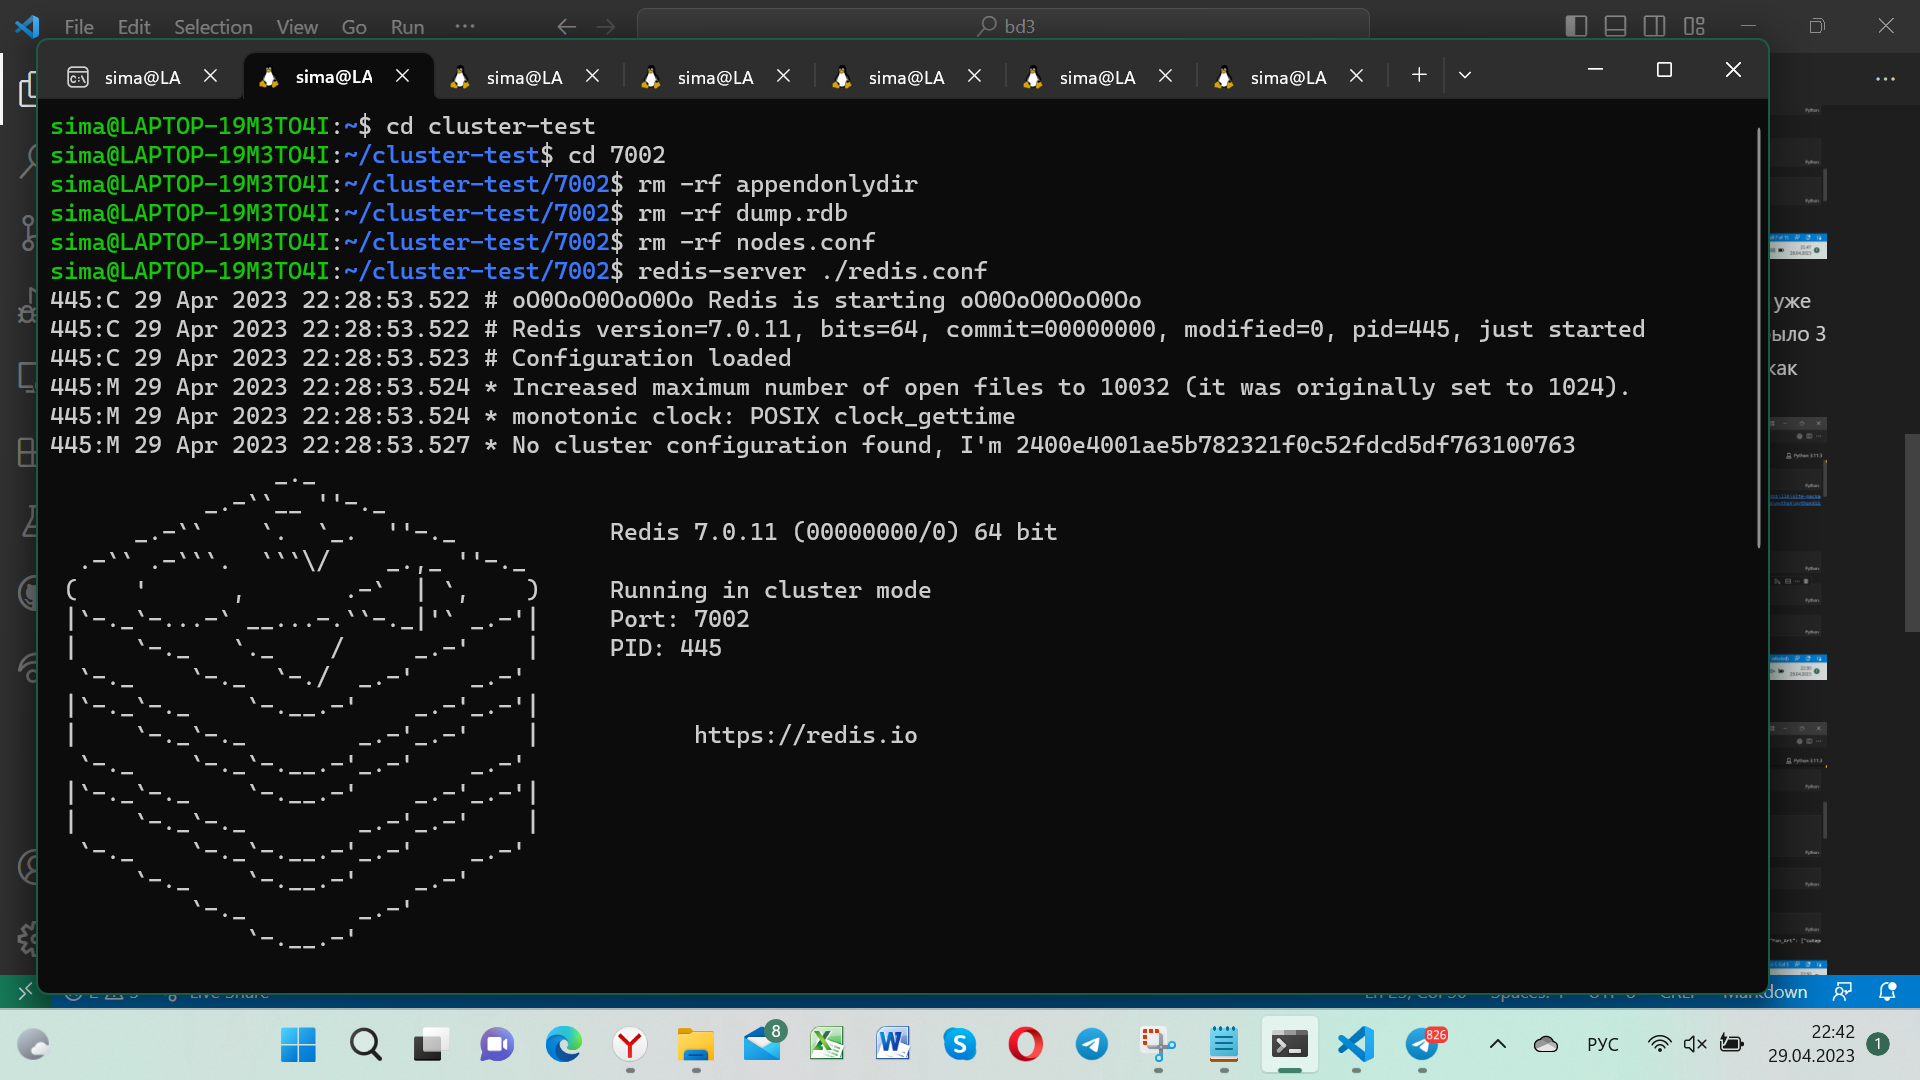 File Edit Selection View Go Run ···
bd3
sima@LA sima@LA sima@LA sima@LA sima@LA sima@LA sima@LA
sima@LAPTOP-19M3TO4I:~$ cd cluster-test
sima@LAPTOP-19M3TO4I:~/cluster-test$ cd 7002
sima@LAPTOP-19M3TO4I:~/cluster-test/7002$ rm -rf appendonlydir
sima@LAPTOP-19M3TO4I:~/cluster-test/7002$ rm -rf dump.rdb
sima@LAPTOP-19M3TO4I:~/cluster-test/7002$ rm -rf nodes.conf
sima@LAPTOP-19M3TO4I:~/cluster-test/7002$ redis-server ./redis.conf
445:C 29 Apr 2023 22:28:53.522 # oO0OoO0OoO0Oo Redis is starting oO0OoO0OoO0Oo
445:C 29 Apr 2023 22:28:53.522 # Redis version=7.0.11, bits=64, commit=00000000, modified=0, pid=445, just started
445:C 29 Apr 2023 22:28:53.523 # Configuration loaded
445:M 29 Apr 2023 22:28:53.524 * Increased maximum number of open files to 10032 (it was originally set to 1024).
445:M 29 Apr 2023 22:28:53.524 * monotonic clock: POSIX clock_gettime
445:M 29 Apr 2023 22:28:53.527 * No cluster configuration found, I'm 2400e4001ae5b782321f0c52fdcd5df763100763
Redis 7.0.11 (00000000/0) 64 bit
Running in cluster mode
Port: 7002
PID: 445
https://redis.io
уже
ыло 3
как
Live Share
Markdown
8
826
РУС
22:42
29.04.2023
1